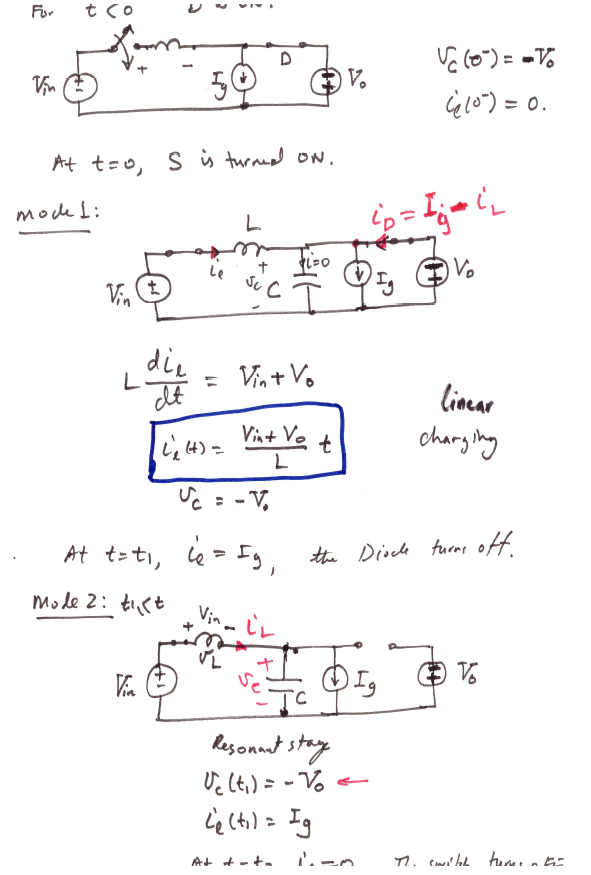 For t<0
+ -
Vin
Ig
D
Vo
Vc(0⁻) = -Vo
il(0⁻) = 0.
At t=0, S is turned ON.
mode 1:
iD = Ig - iL
L
il
+
Vc
-
C
i=0
Vin
Ig
Vo
L dil/dt = Vin + Vo
il(t) = (Vin + Vo)/L t
linear
charging
Vc = -Vo
At t=t1, il = Ig, the Diode turns off.
Mode 2: t1<t
+ Vin - iL
VL
Vin
+
Vc
-
C
Ig
Vo
Resonant stage
Vc(t1) = -Vo ←
il(t1) = Ig